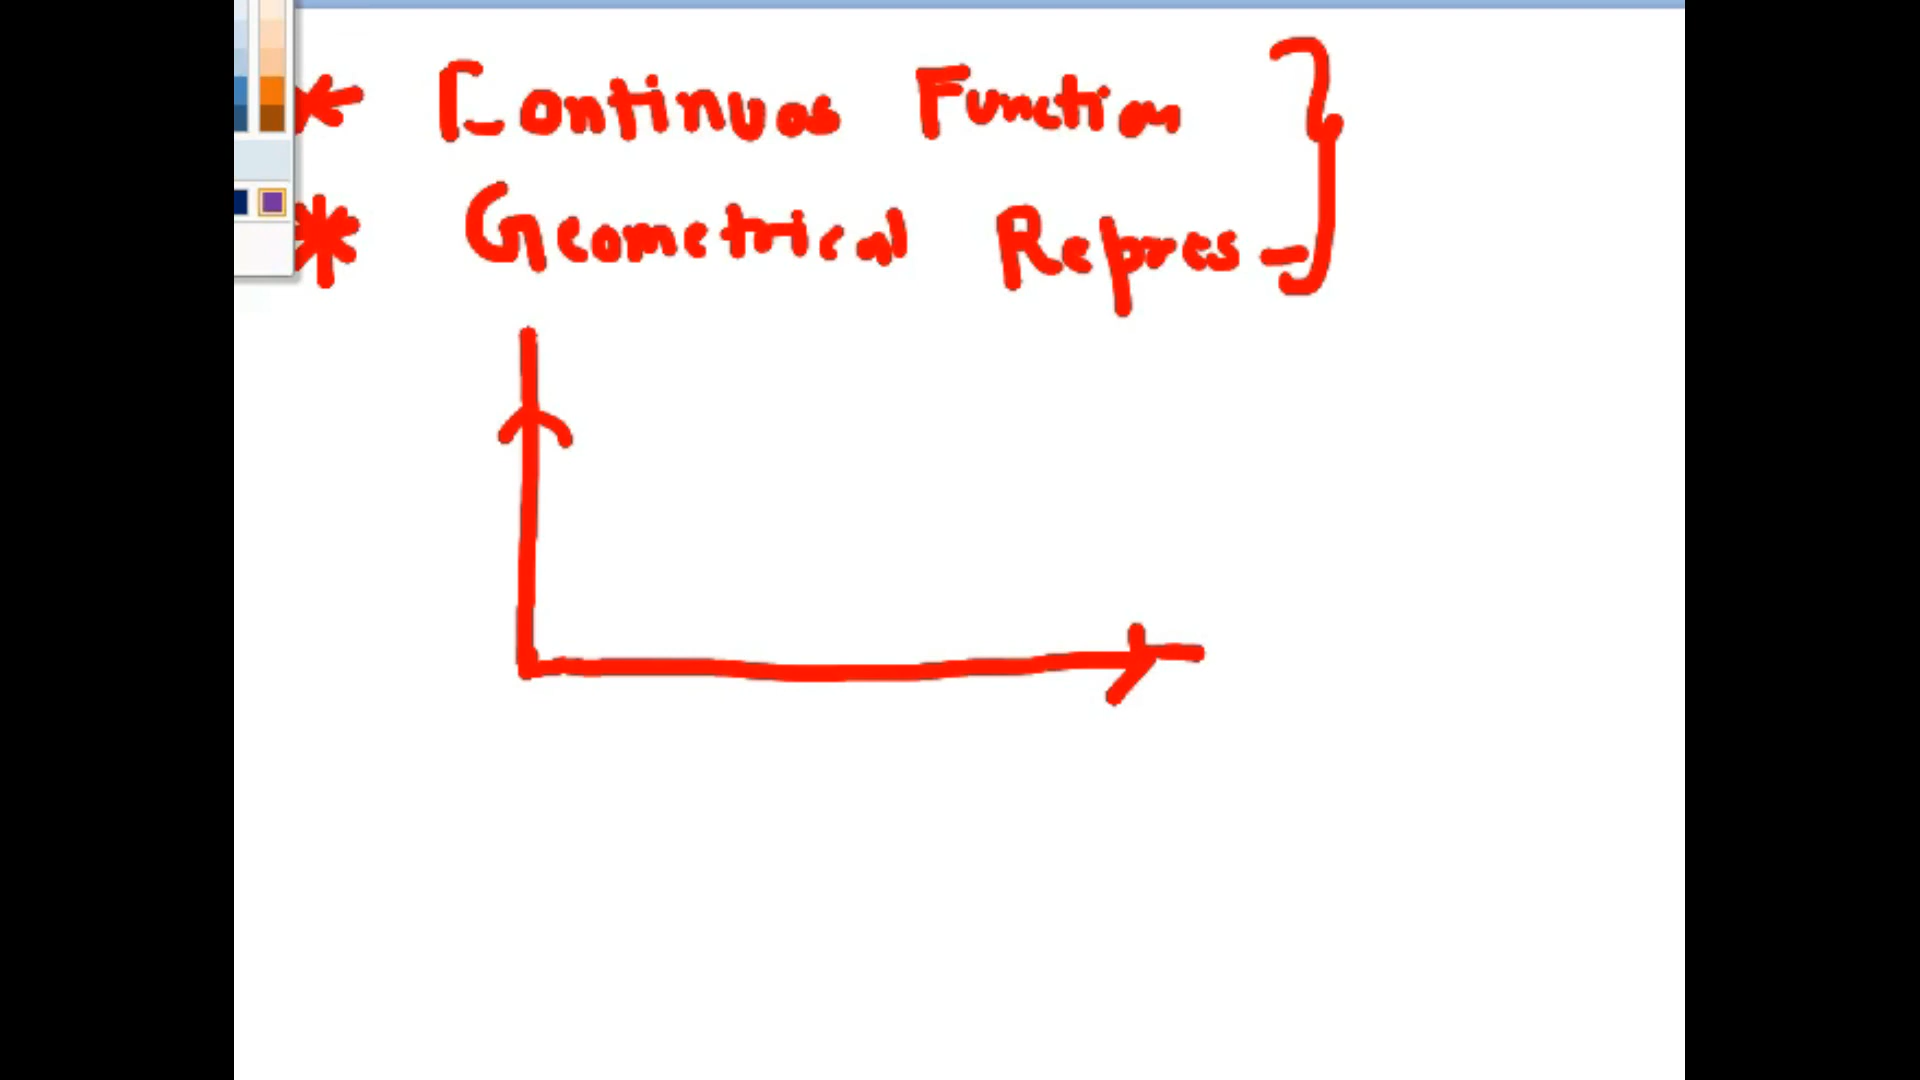 * Continuos Function
* Geometrical Repres -